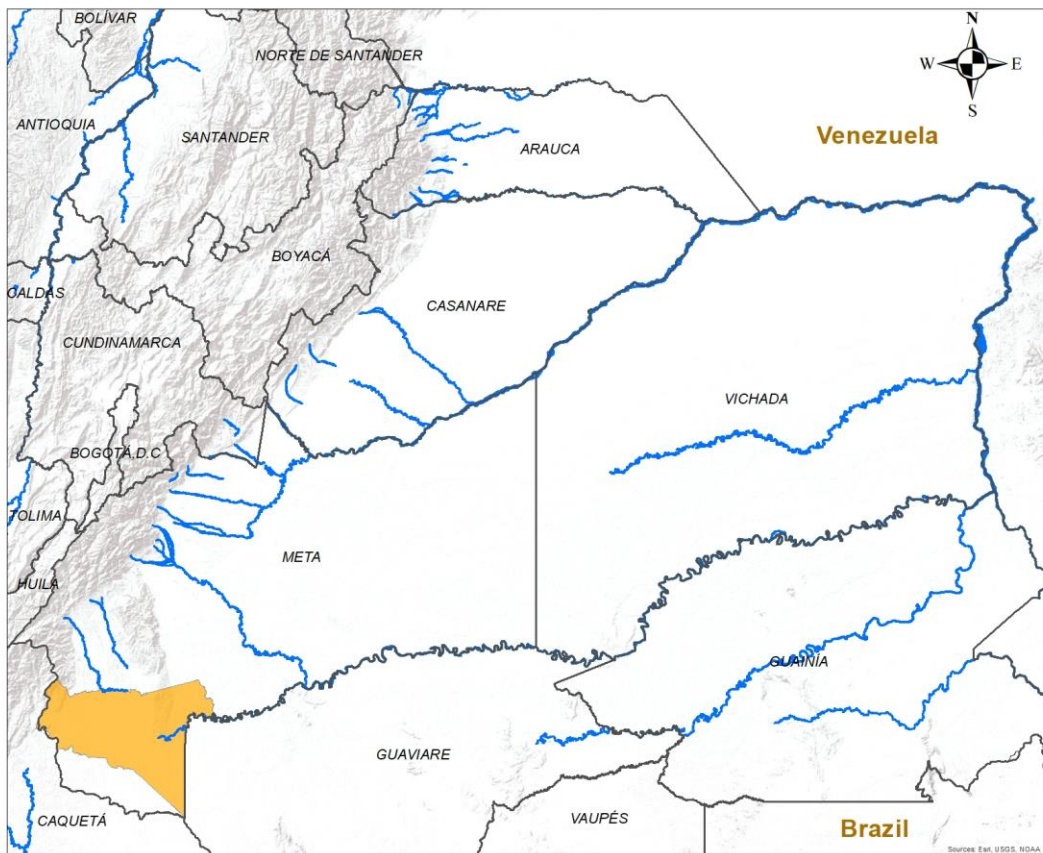 BOLÍVAR
N
NORTE DE SANTANDER
W
E
S
ANTIOQUIA
SANTANDER
Venezuela
ARAUCA
BOYACÁ
CALDAS
CASANARE
CUNDINAMARCA
VICHADA
BOGOTÁ,D.C
TOLIMA
META
HUILA
GUAINÍA
GUAVIARE
CAQUETÁ
VAUPÉS
Brazil
Sources: Esri, USGS, NOAA